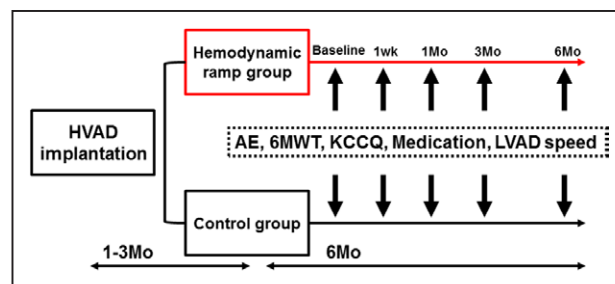 Hemodynamic
ramp group
Baseline 1wk 1Mo 3Mo 6Mo
HVAD
implantation
AE, 6MWT, KCCQ, Medication, LVAD speed
Control group
1-3Mo 6Mo